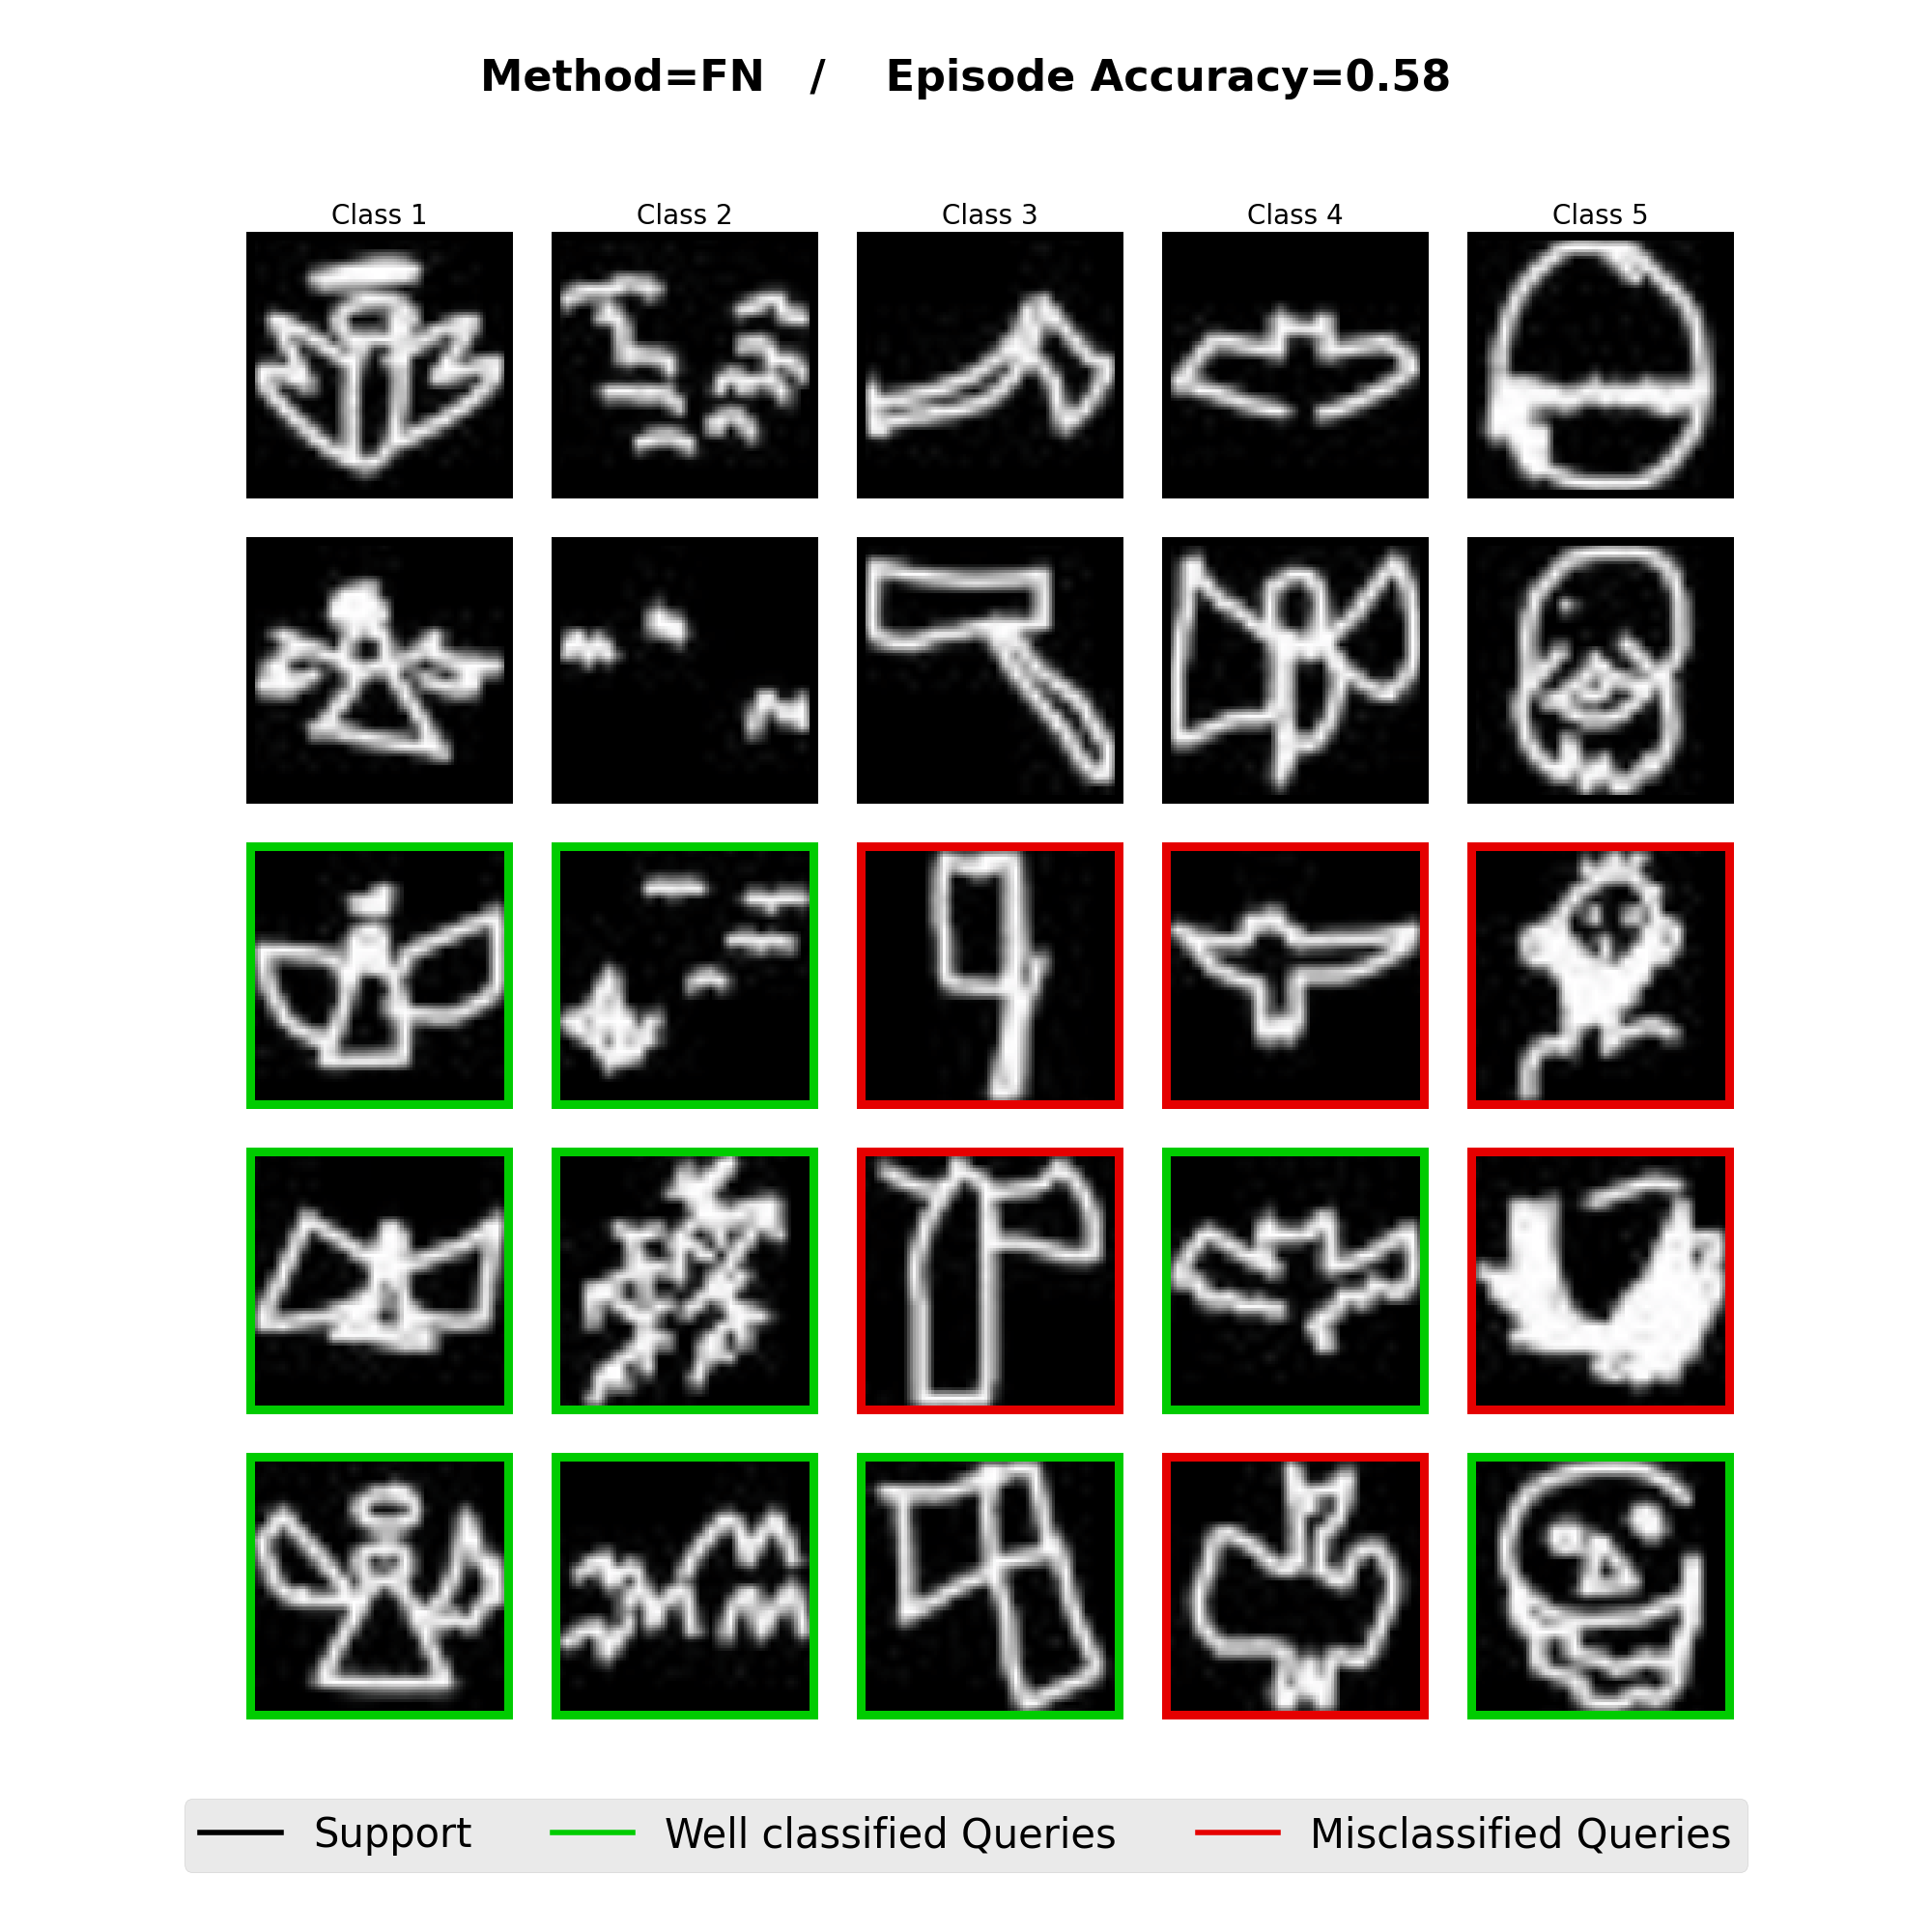 Method=FN / Episode Accuracy=0.58
Class 1 Class 2 Class 3 Class 4 Class 5
Support Well classified Queries Misclassified Queries